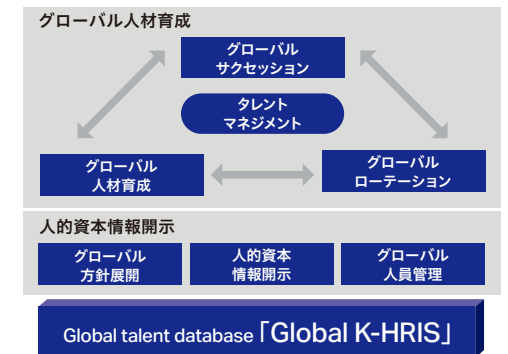 グローバル人材育成
グローバル
サクセッション
タレント
マネジメント
グローバル
人材育成
グローバル
ローテーション
人的資本情報開示
グローバル
方針展開
人的資本
情報開示
グローバル
人員管理
Global talent database「Global K-HRIS」